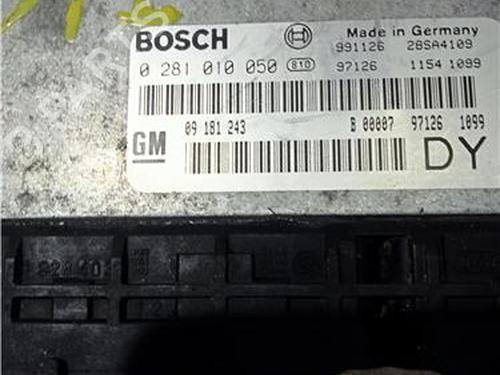 BOSCH
Made in Germany
991126 28SA4109
0 281 010 050 810 97126 1154 1099
09 181 243 B 00007 97126 1099
GM
DY